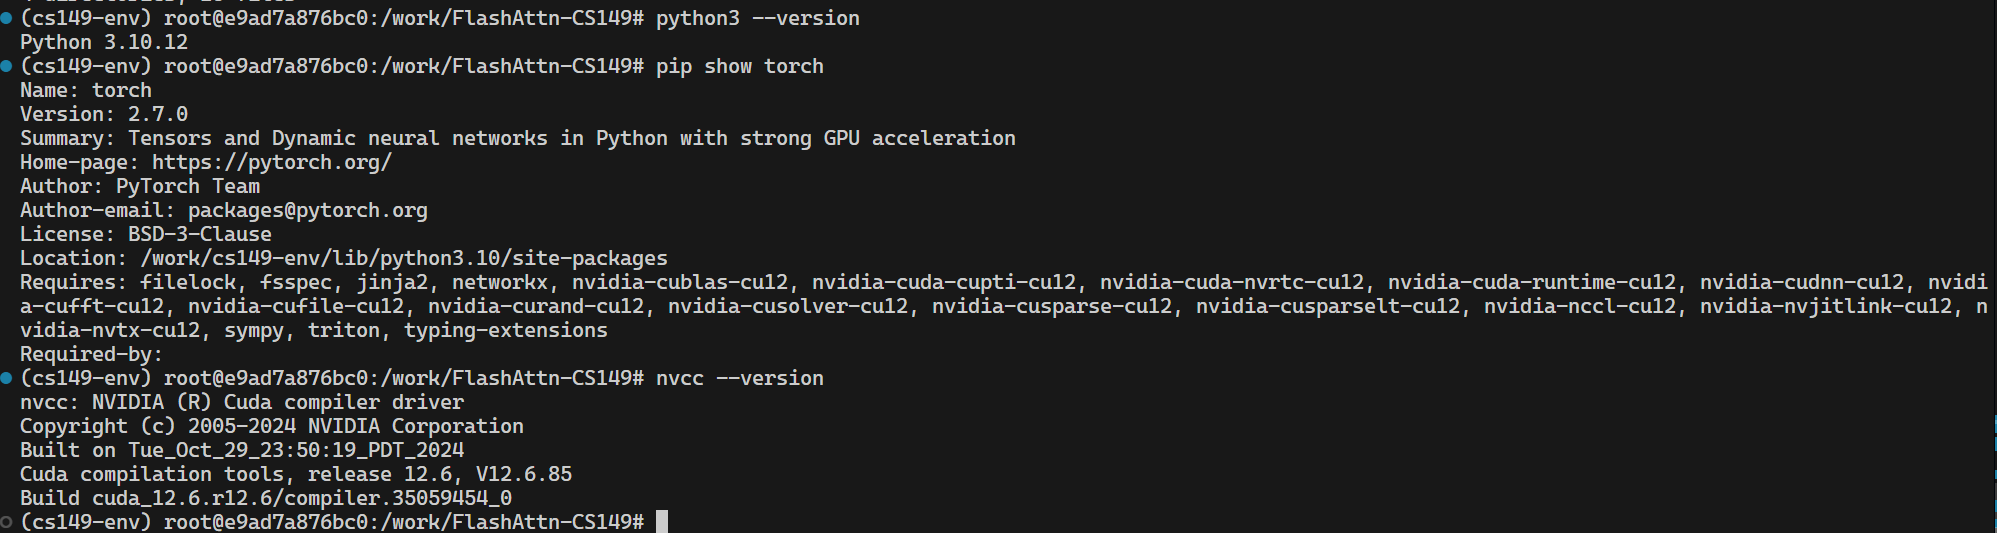 (cs149-env) root@e9ad7a876bc0:/work/FlashAttn-CS149# python3 --version
Python 3.10.12
(cs149-env) root@e9ad7a876bc0:/work/FlashAttn-CS149# pip show torch
Name: torch
Version: 2.7.0
Summary: Tensors and Dynamic neural networks in Python with strong GPU acceleration
Home-page: https://pytorch.org/
Author: PyTorch Team
Author-email: packages@pytorch.org
License: BSD-3-Clause
Location: /work/cs149-env/lib/python3.10/site-packages
Requires: filelock, fsspec, jinja2, networkx, nvidia-cublas-cu12, nvidia-cuda-cupti-cu12, nvidia-cuda-nvrtc-cu12, nvidia-cuda-runtime-cu12, nvidia-cudnn-cu12, nvidi
a-cufft-cu12, nvidia-cufile-cu12, nvidia-curand-cu12, nvidia-cusolver-cu12, nvidia-cusparse-cu12, nvidia-cusparselt-cu12, nvidia-nccl-cu12, nvidia-nvjitlink-cu12, n
vidia-nvtx-cu12, sympy, triton, typing-extensions
Required-by:
(cs149-env) root@e9ad7a876bc0:/work/FlashAttn-CS149# nvcc --version
nvcc: NVIDIA (R) Cuda compiler driver
Copyright (c) 2005-2024 NVIDIA Corporation
Built on Tue_Oct_29_23:50:19_PDT_2024
Cuda compilation tools, release 12.6, V12.6.85
Build cuda_12.6.r12.6/compiler.35059454_0
(cs149-env) root@e9ad7a876bc0:/work/FlashAttn-CS149#